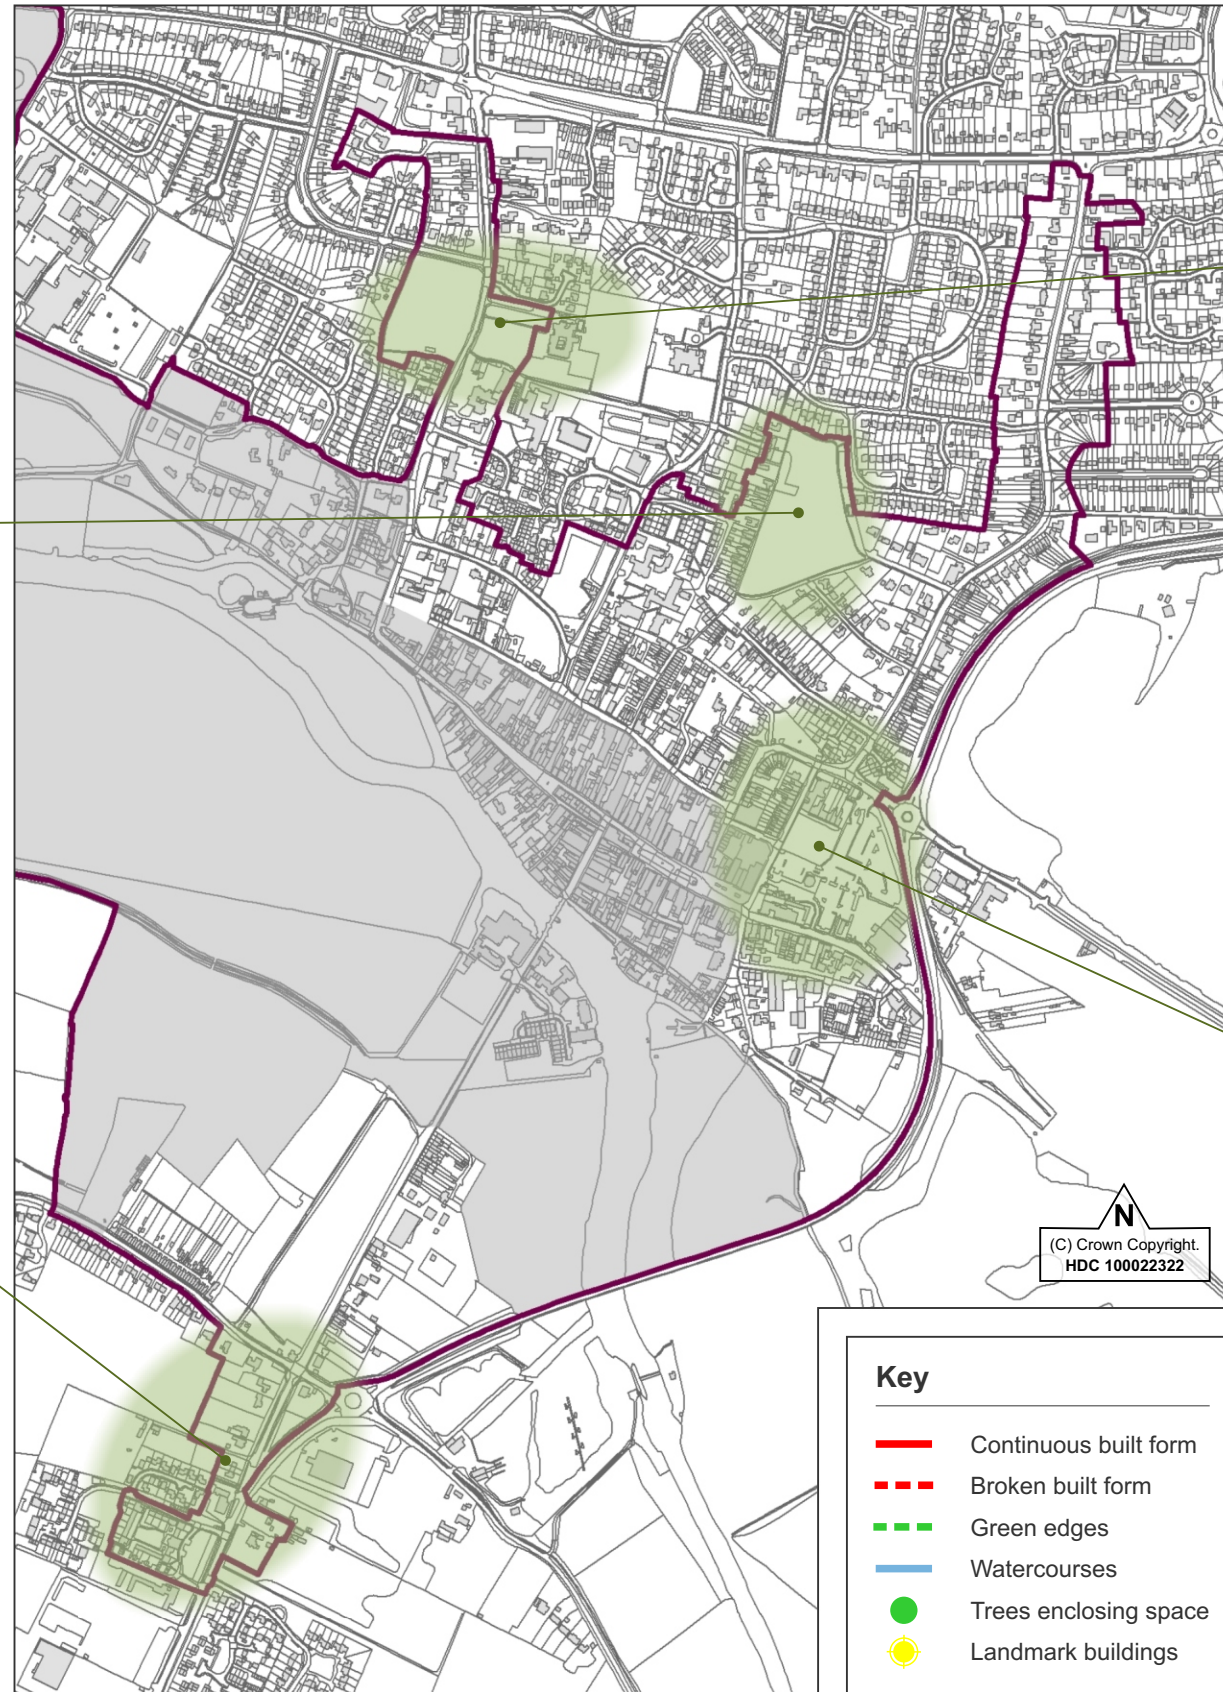 N
(C) Crown Copyright.
HDC 100022322
Key
Continuous built form
Broken built form
Green edges
Watercourses
Trees enclosing space
Landmark buildings